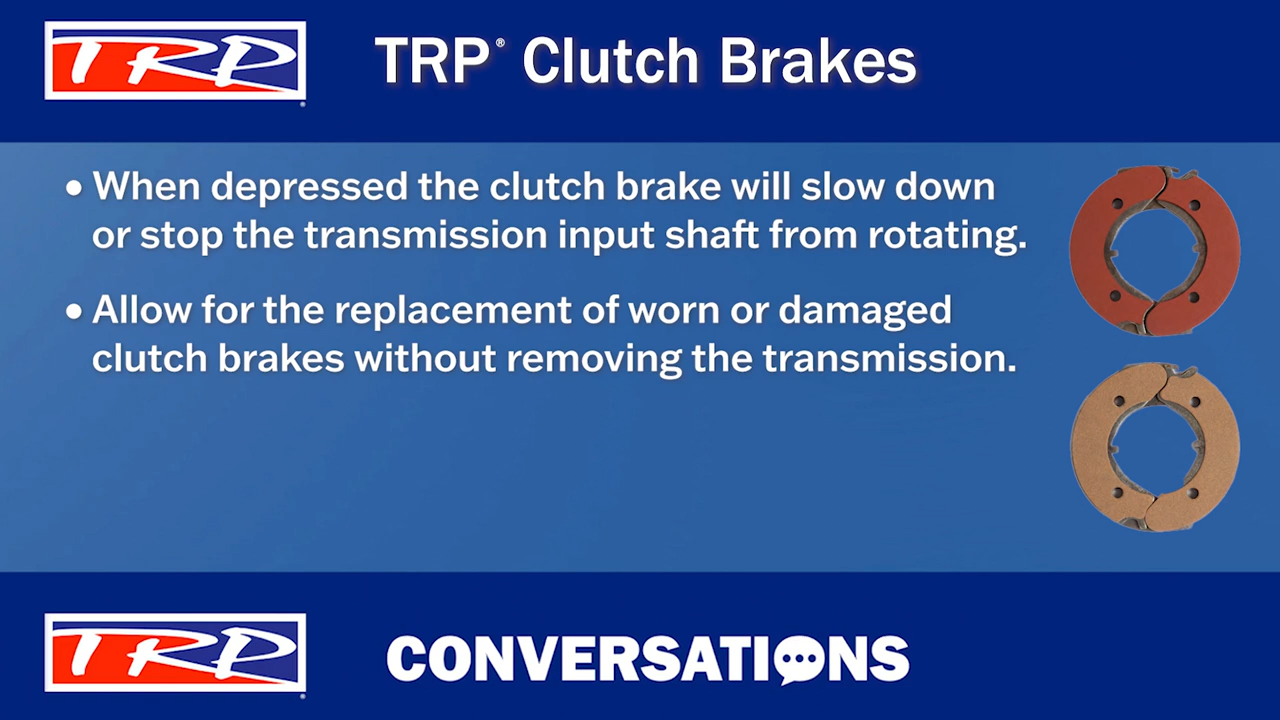 TRP®
TRP® Clutch Brakes
• When depressed the clutch brake will slow down
or stop the transmission input shaft from rotating.
• Allow for the replacement of worn or damaged
clutch brakes without removing the transmission.
TRP®
CONVERSATIONS